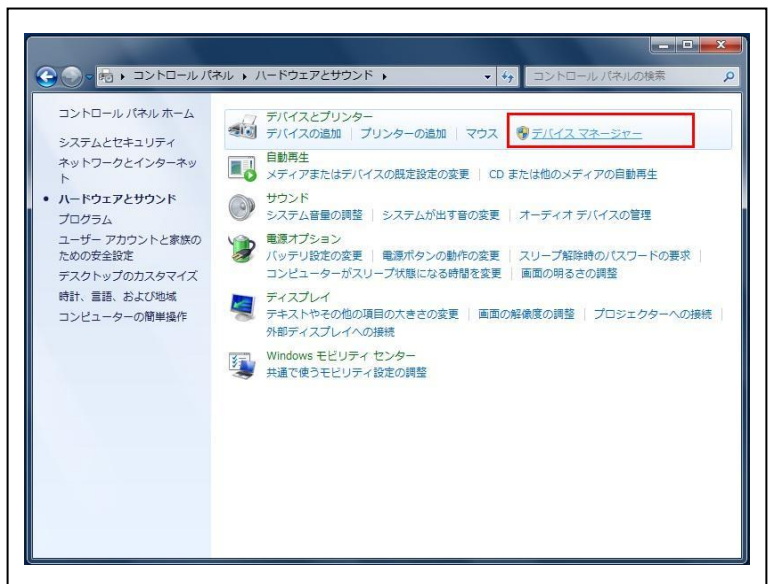 コントロール パネル ▸ ハードウェアとサウンド ▸
コントロール パネルの検索
コントロール パネル ホーム
システムとセキュリティ
ネットワークとインターネッ
ト
• ハードウェアとサウンド
プログラム
ユーザー アカウントと家族の
ための安全設定
デスクトップのカスタマイズ
時計、言語、および地域
コンピューターの簡単操作
デバイスとプリンター
デバイスの追加 | プリンターの追加 | マウス | デバイス マネージャー
自動再生
メディアまたはデバイスの既定設定の変更 | CD または他のメディアの自動再生
サウンド
システム音量の調整 | システムが出す音の変更 | オーディオ デバイスの管理
電源オプション
バッテリ設定の変更 | 電源ボタンの動作の変更 | スリープ解除時のパスワードの要求 |
コンピューターがスリープ状態になる時間を変更 | 画面の明るさの調整
ディスプレイ
テキストやその他の項目の大きさの変更 | 画面の解像度の調整 | プロジェクターへの接続 |
外部ディスプレイへの接続
Windows モビリティ センター
共通で使うモビリティ設定の調整